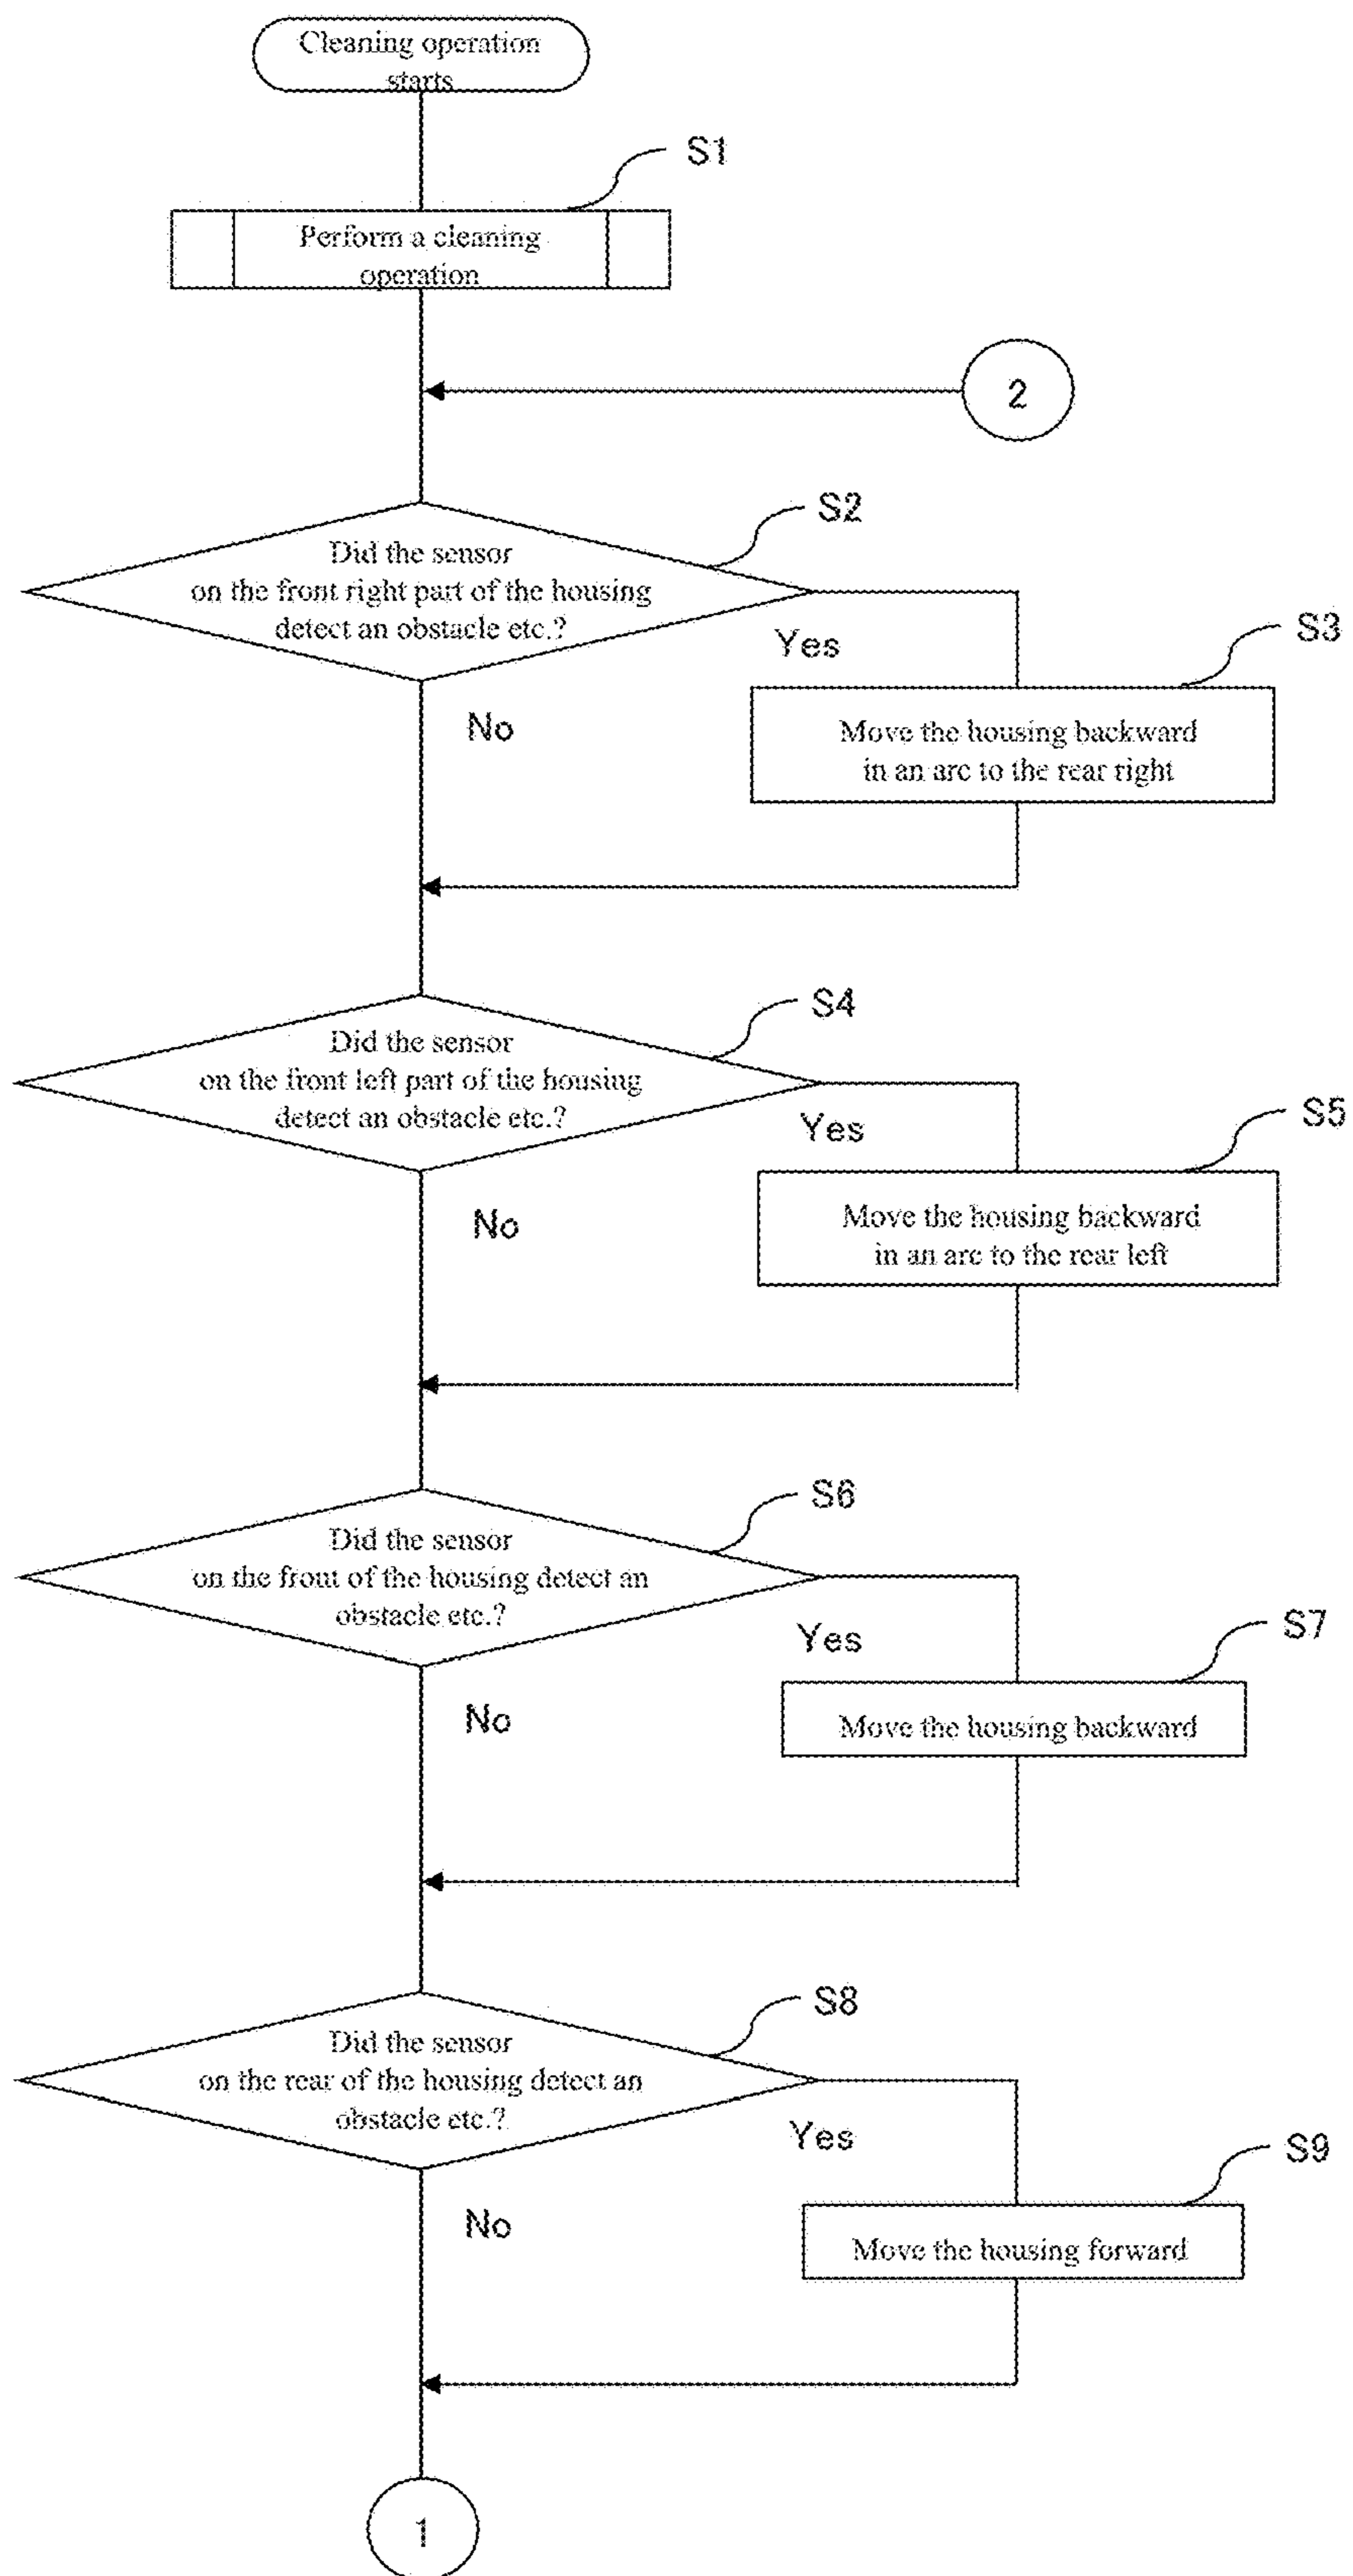 Cleaning operation
starts
S1
Perform a cleaning
operation
2
S2
Did the sensor
on the front right part of the housing
detect an obstacle etc.?
Yes
S3
No
Move the housing backward
in an arc to the rear right
S4
Did the sensor
on the front left part of the housing
detect an obstacle etc.?
Yes
S5
No
Move the housing backward
in an arc to the rear left
S6
Did the sensor
on the front of the housing detect an
obstacle etc.?
Yes
S7
No
Move the housing backward
S8
Did the sensor
on the rear of the housing detect an
obstacle etc.?
Yes
S9
No
Move the housing forward
1